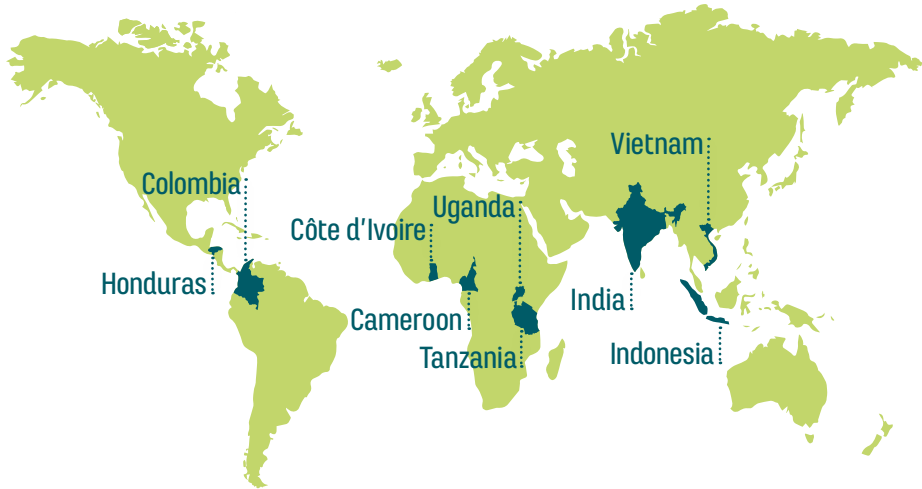 Vietnam
Colombia
Uganda
Côte d'Ivoire
Honduras
India
Cameroon
Tanzania
Indonesia